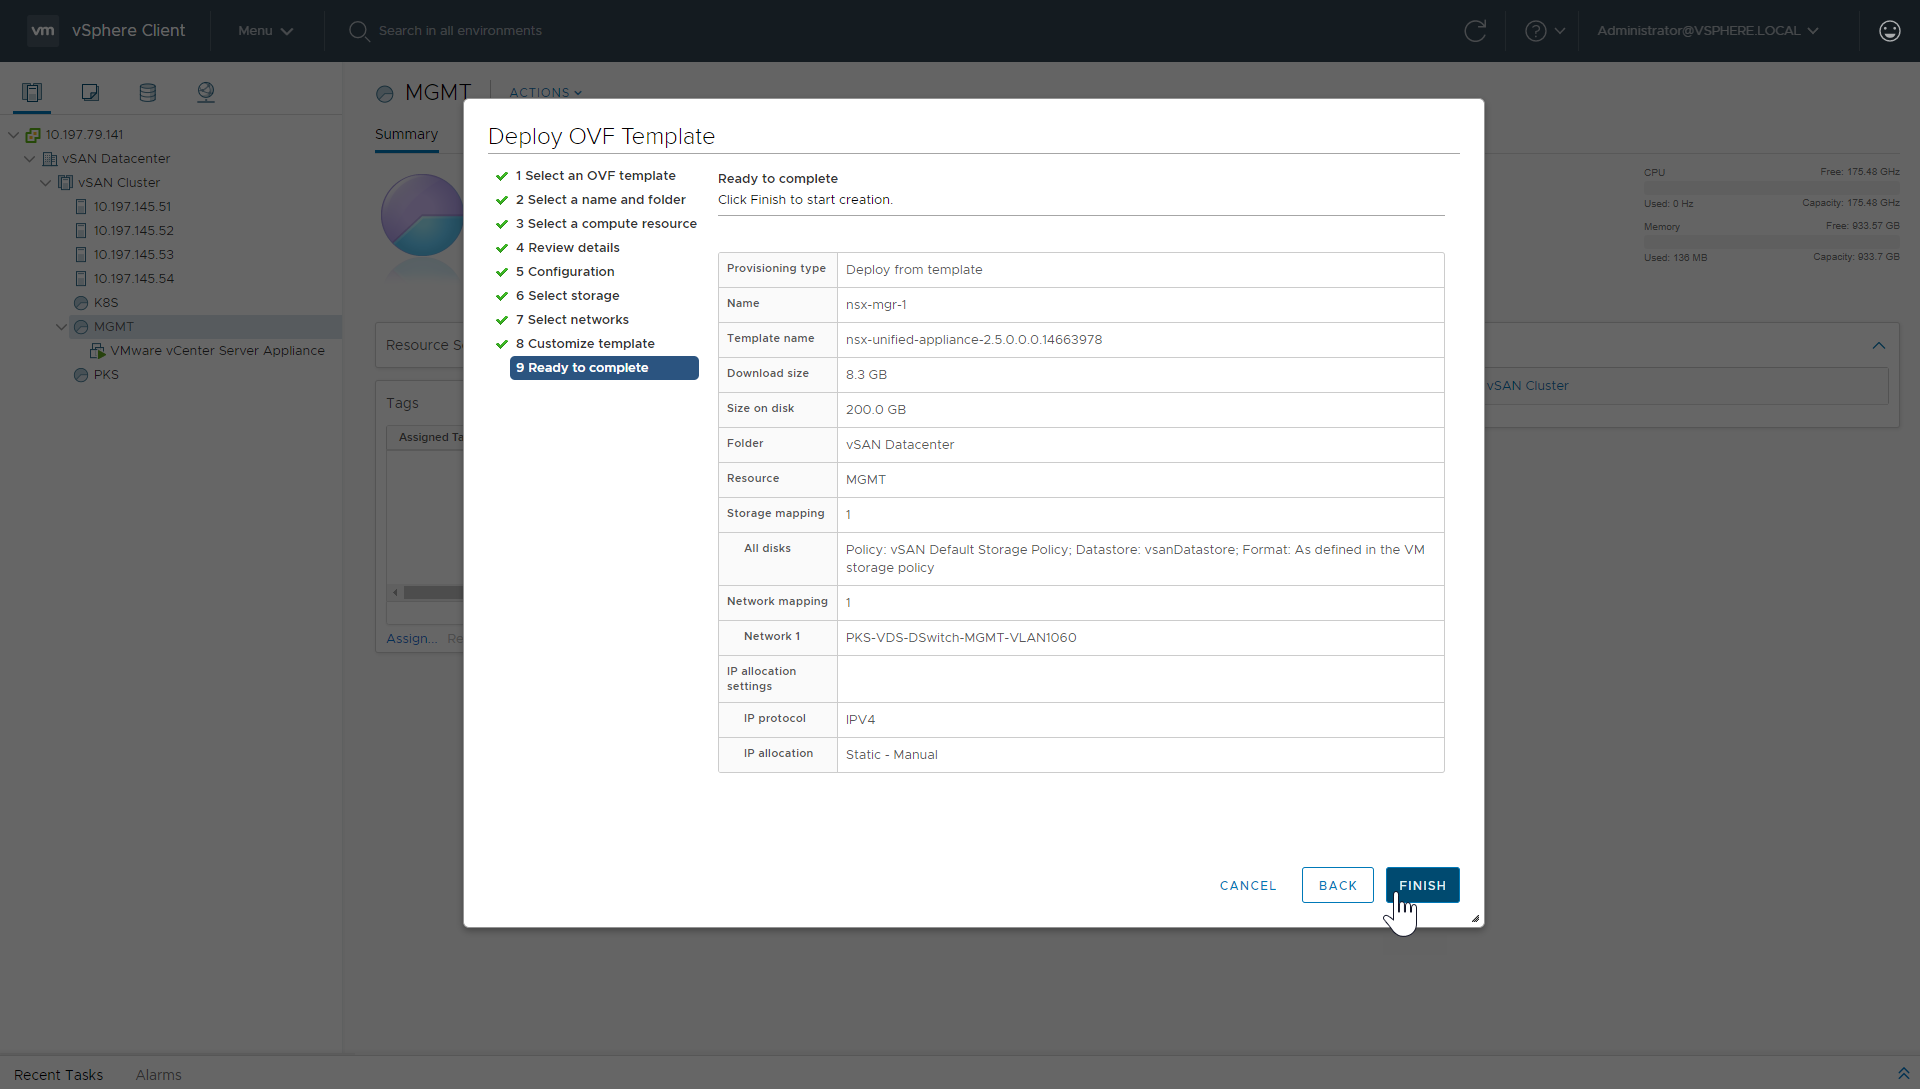 vm vSphere Client Menu Search in all environments Administrator@VSPHERE.LOCAL
10.197.79.141
vSAN Datacenter
vSAN Cluster
10.197.145.51
10.197.145.52
10.197.145.53
10.197.145.54
K8S
MGMT
VMware vCenter Server Appliance
PKS
MGMT ACTIONS
Summary
CPU Free: 175.48 GHz
Used: 0 Hz Capacity: 175.48 GHz
Memory Free: 933.57 GB
Used: 136 MB Capacity: 933.7 GB
Resource S
vSAN Cluster
Tags
Assigned Ta
Assign... Re
Deploy OVF Template
1 Select an OVF template
2 Select a name and folder
3 Select a compute resource
4 Review details
5 Configuration
6 Select storage
7 Select networks
8 Customize template
9 Ready to complete
Ready to complete
Click Finish to start creation.
Provisioning type Deploy from template
Name nsx-mgr-1
Template name nsx-unified-appliance-2.5.0.0.0.14663978
Download size 8.3 GB
Size on disk 200.0 GB
Folder vSAN Datacenter
Resource MGMT
Storage mapping 1
All disks Policy: vSAN Default Storage Policy; Datastore: vsanDatastore; Format: As defined in the VM
storage policy
Network mapping 1
Network 1 PKS-VDS-DSwitch-MGMT-VLAN1060
IP allocation
settings
IP protocol IPV4
IP allocation Static - Manual
CANCEL BACK FINISH
Recent Tasks Alarms